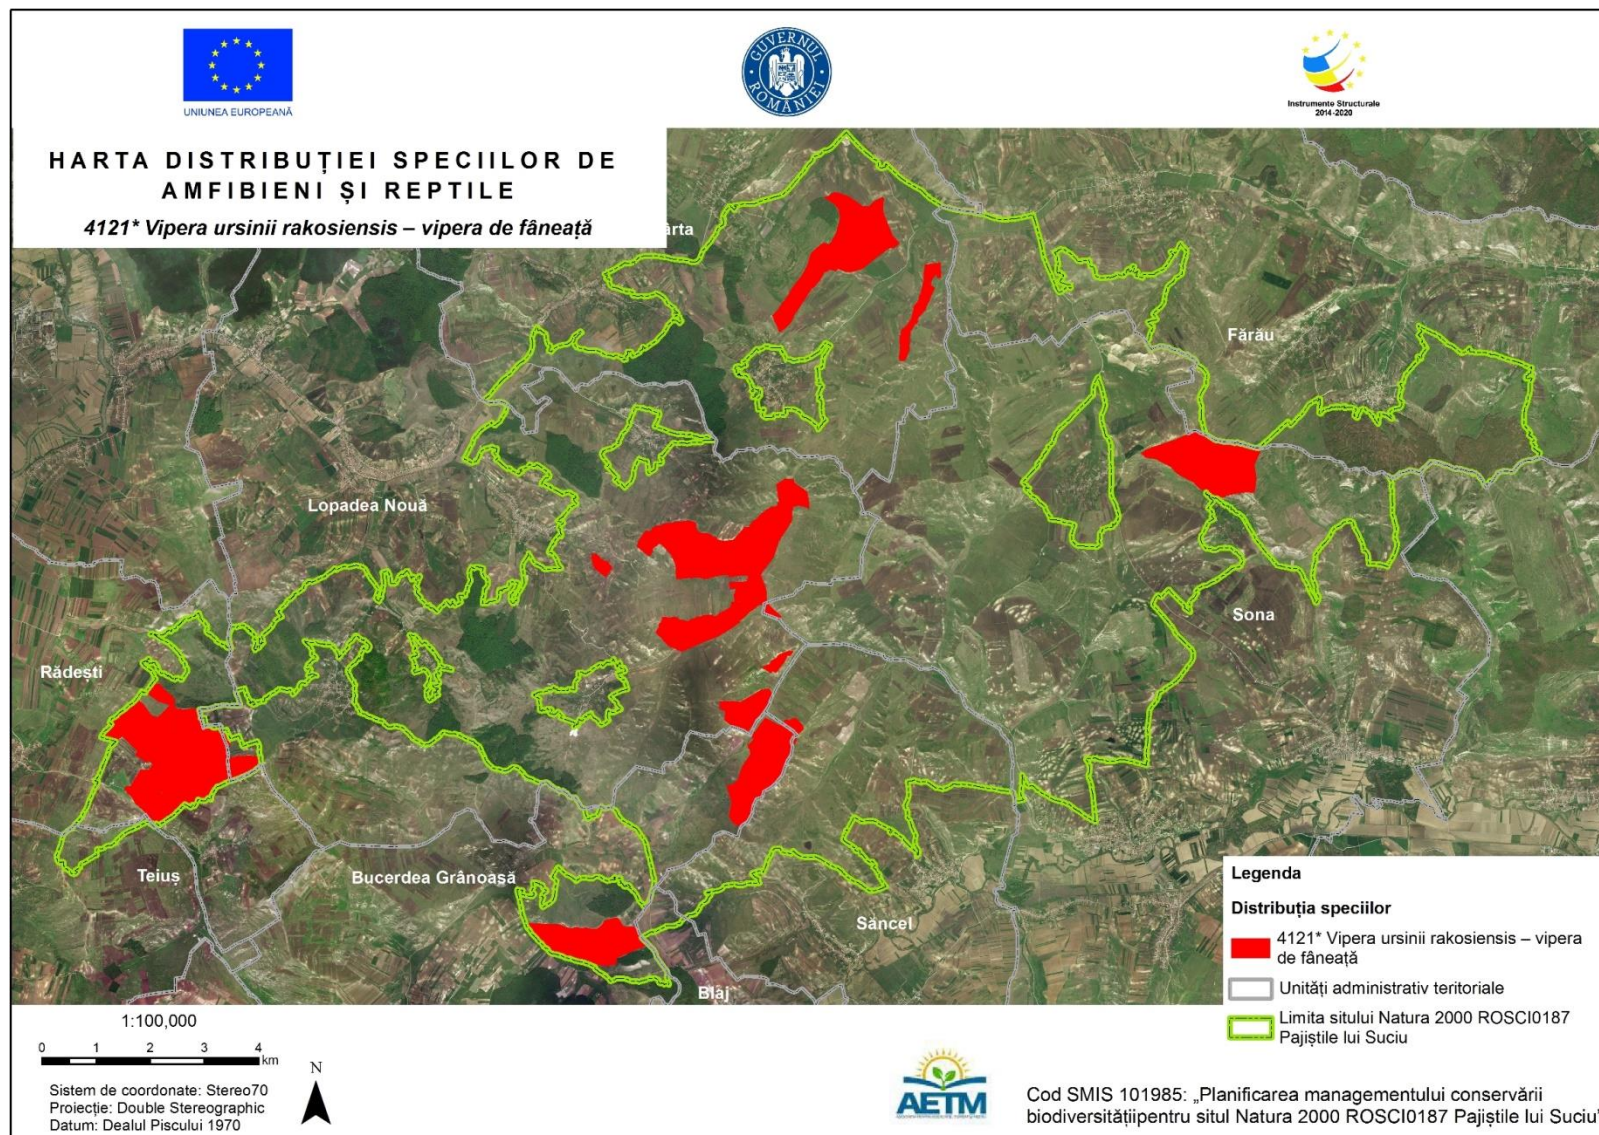 UNIUNEA EUROPEANĂ
GUVERNUL ROMÂNIEI
Instrumente Structurale
2014-2020
HARTA DISTRIBUȚIEI SPECIILOR DE
AMFIBIENI ȘI REPTILE
4121* Vipera ursinii rakosiensis – vipera de fâneață
ârta
Fărău
Lopadea Nouă
Sona
Rădești
Teiuș
Bucerdea Grânoasă
Săncel
Blaj
Legenda
Distribuția speciilor
4121* Vipera ursinii rakosiensis – vipera
de fâneață
Unități administrativ teritoriale
Limita sitului Natura 2000 ROSCI0187
Pajiștile lui Suciu
1:100,000
0 1 2 3 4
km
N
Sistem de coordonate: Stereo70
Proiecție: Double Stereographic
Datum: Dealul Piscului 1970
AETM
Cod SMIS 101985: „Planificarea managementului conservării
biodiversitățiipentru situl Natura 2000 ROSCI0187 Pajiștile lui Suciu"